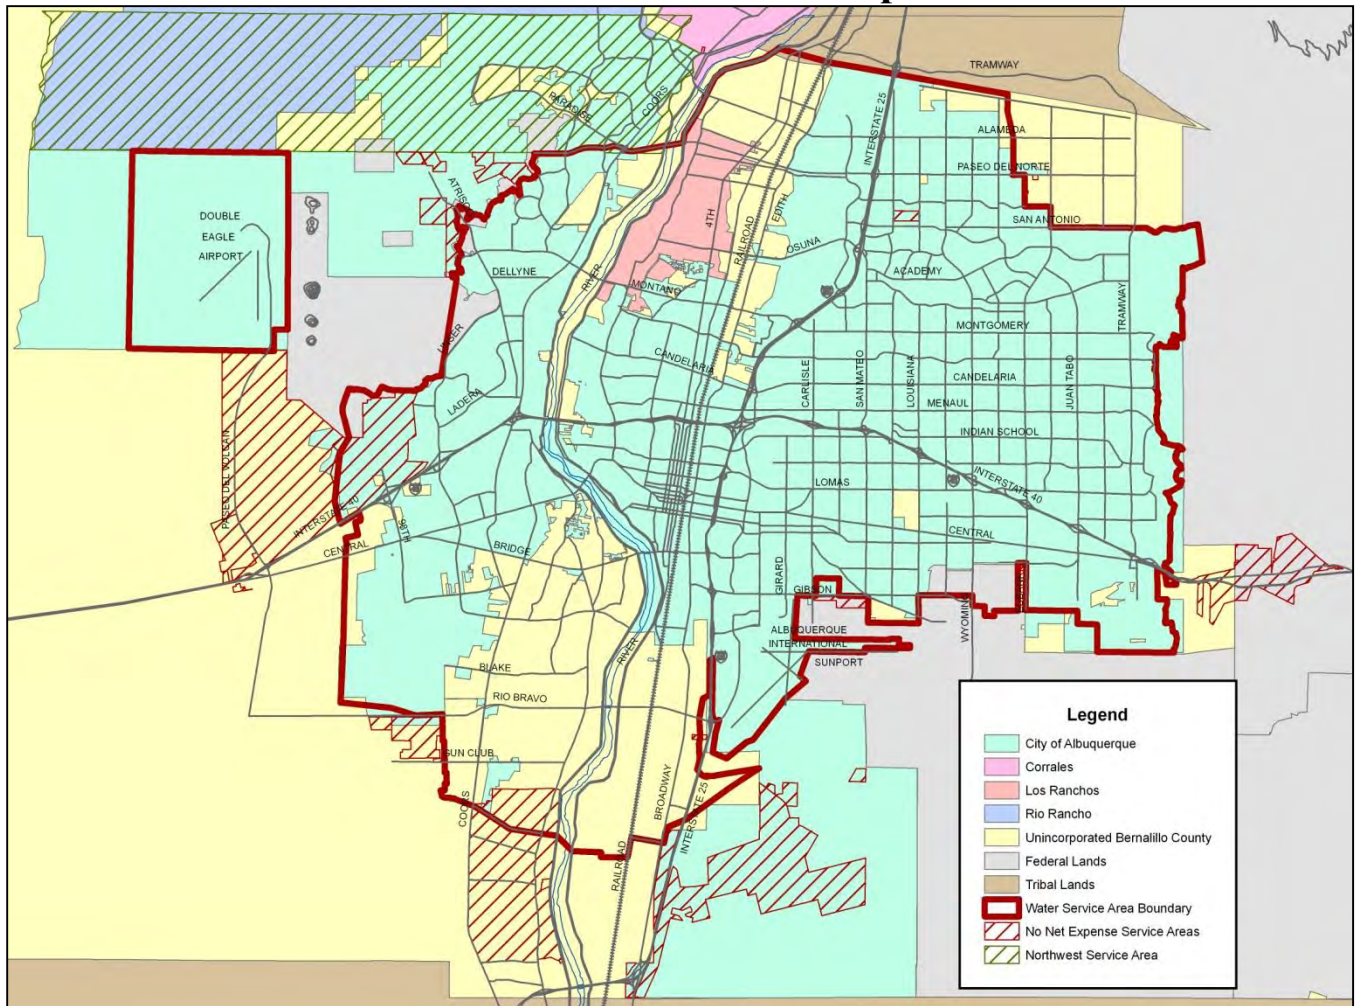 TRAMWAY
PARADISE
COORS
INTERSTATE 25
ALAMEDA
PASEO DEL NORTE
ATRISCO
4TH
EDITH
RAILROAD
SAN ANTONIO
DOUBLE
EAGLE
AIRPORT
OSUNA
DELLYNE
RIVER
MONTANO
ACADEMY
TRAMWAY
UNSER
MONTGOMERY
CANDELARIA
CARLISLE
SAN MATEO
LOUISIANA
CANDELARIA
JUAN TABO
LADERA
MENAUL
PASEO DEL VOLCAN
INDIAN SCHOOL
INTERSTATE 40
LOMAS
INTERSTATE 40
98TH
CENTRAL
BRIDGE
CENTRAL
GIRARD
GIBSON
WYOMING
ALBUQUERQUE
INTERNATIONAL
SUNPORT
RIVER
BLAKE
RIO BRAVO
GUN CLUB
COORS
BROADWAY
INTERSTATE 25
RAILROAD
Legend
City of Albuquerque
Corrales
Los Ranchos
Rio Rancho
Unincorporated Bernalillo County
Federal Lands
Tribal Lands
Water Service Area Boundary
No Net Expense Service Areas
Northwest Service Area